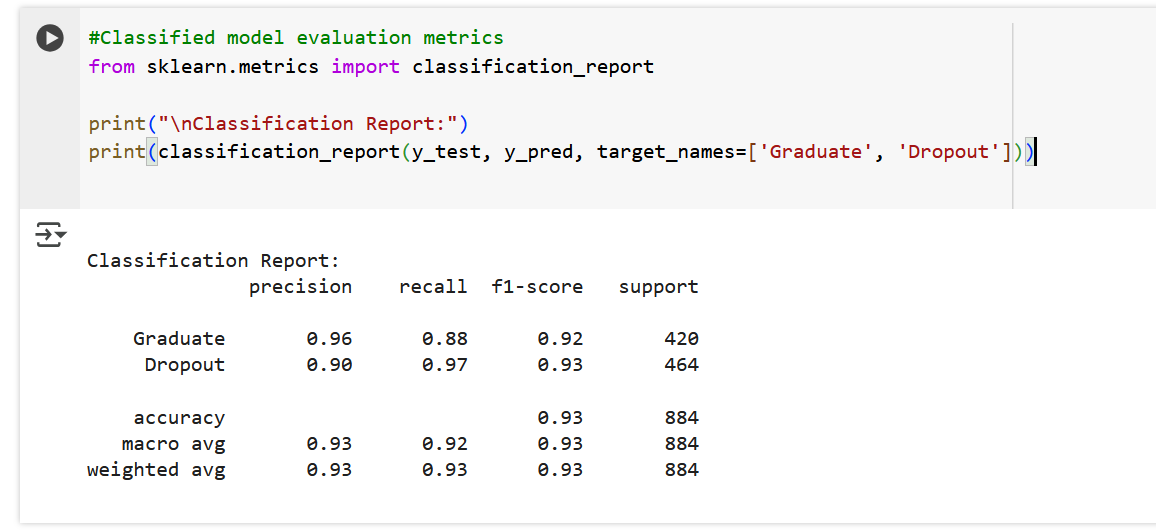 #Classified model evaluation metrics
from sklearn.metrics import classification_report
print("\nClassification Report:")
print(classification_report(y_test, y_pred, target_names=['Graduate', 'Dropout']))
Classification Report:
precision recall f1-score support
Graduate 0.96 0.88 0.92 420
Dropout 0.90 0.97 0.93 464
accuracy 0.93 884
macro avg 0.93 0.92 0.93 884
weighted avg 0.93 0.93 0.93 884